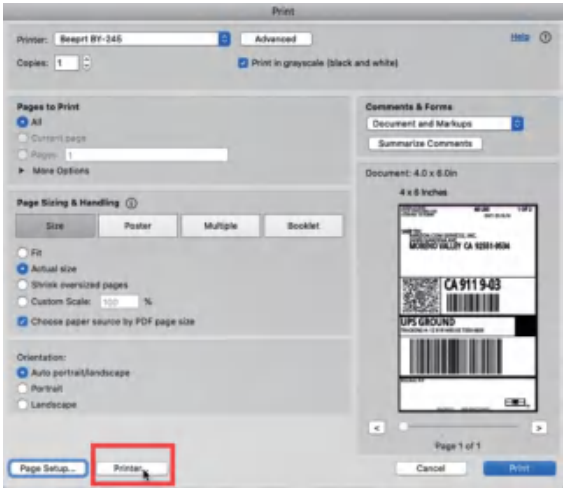 Print
Printer: Beeprt BY-245 Advanced Help
Copies: 1 Print in grayscale (black and white)
Pages to Print
All
Current page
Pages: 1
More Options
Page Sizing & Handling
Size Poster Multiple Booklet
Fit
Actual size
Shrink oversized pages
Custom Scale: 100 %
Choose paper source by PDF page size
Orientation:
Auto portrait/landscape
Portrait
Landscape
Comments & Forms
Document and Markups
Summarize Comments
Document: 4.0 x 6.0in
4 x 6 Inches
1 OF 2
MORENO VALLEY CA
CA 911 9-03
UPS GROUND
< >
Page 1 of 1
Page Setup... Printer... Cancel Print